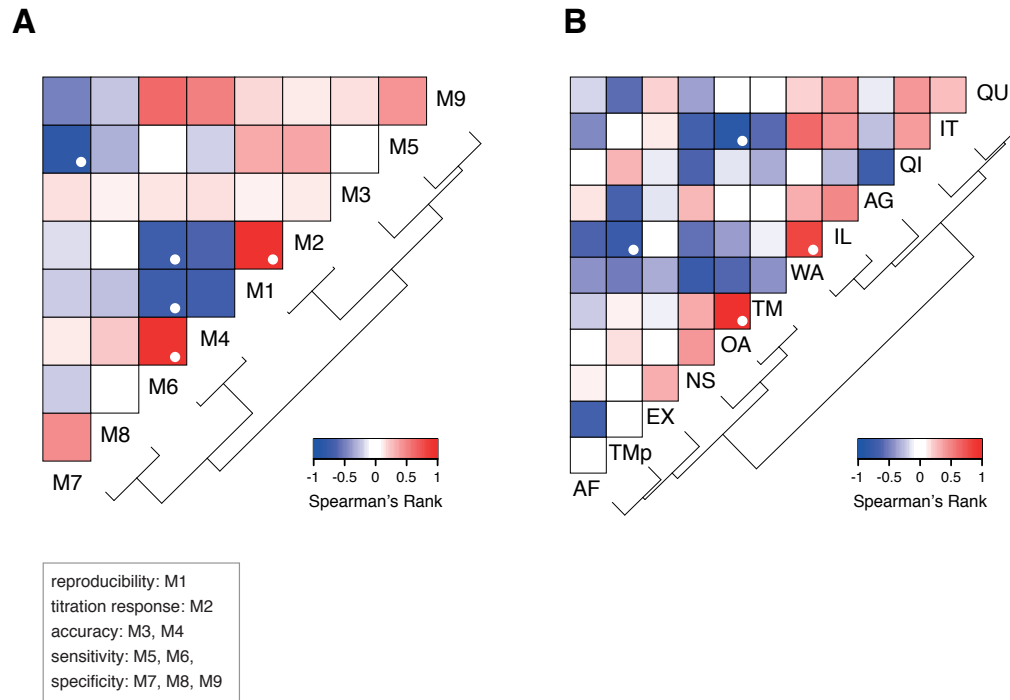 A
B
M9
M5
M3
M2
M1
M4
M6
M8
M7
-1 -0.5 0 0.5 1
Spearman's Rank
QU
IT
QI
AG
IL
WA
TM
OA
NS
EX
TMp
AF
-1 -0.5 0 0.5 1
Spearman's Rank
reproducibility: M1
titration response: M2
accuracy: M3, M4
sensitivity: M5, M6,
specificity: M7, M8, M9